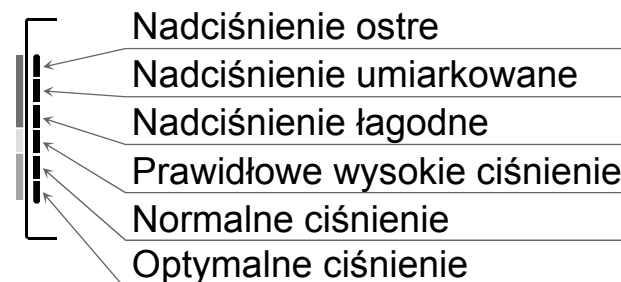 Nadciśnienie ostre
Nadciśnienie umiarkowane
Nadciśnienie łagodne
Prawidłowe wysokie ciśnienie
Normalne ciśnienie
Optymalne ciśnienie